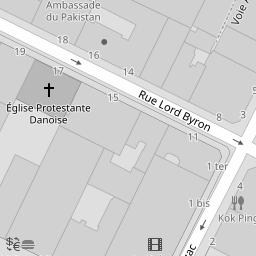 Ambassade
du Pakistan
18
16
14
19
17
15
Rue Lord Byron
Église Protestante
Danoise
8
3
11
1 ter
4
1 bis
Kok Ping